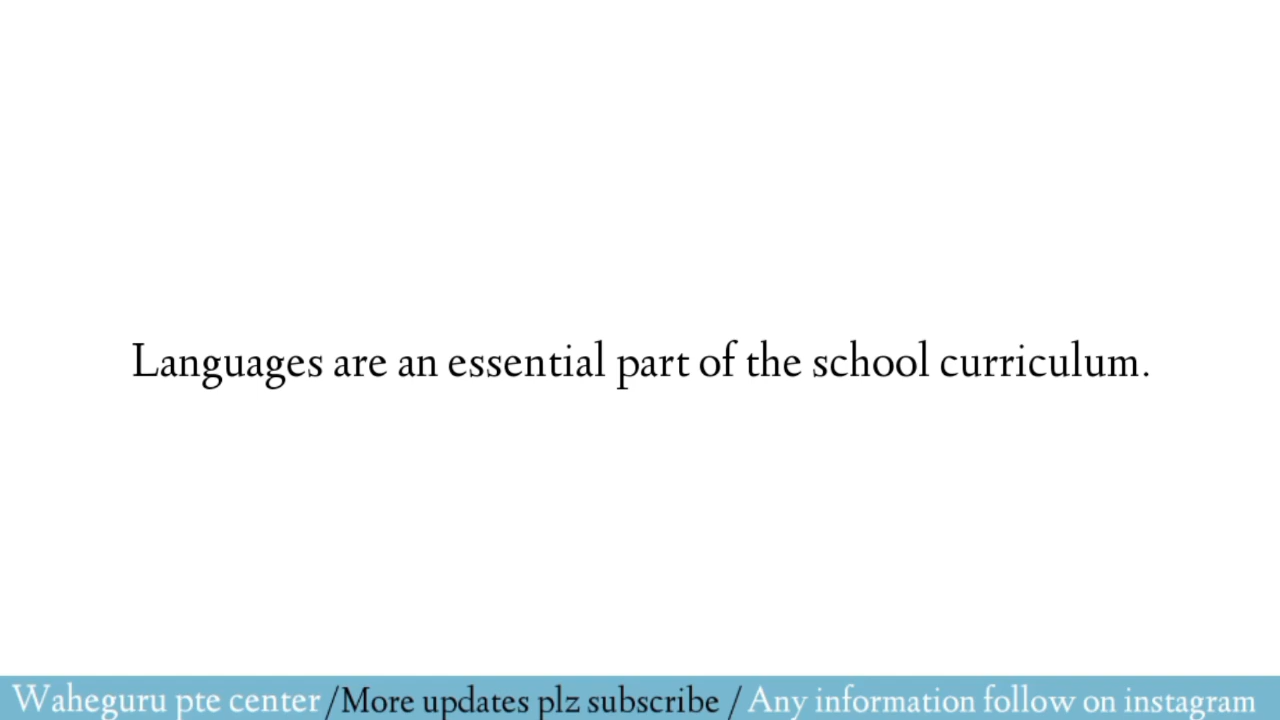 Languages are an essential part of the school curriculum.
Waheguru pte center /More updates plz subscribe / Any information follow on instagram